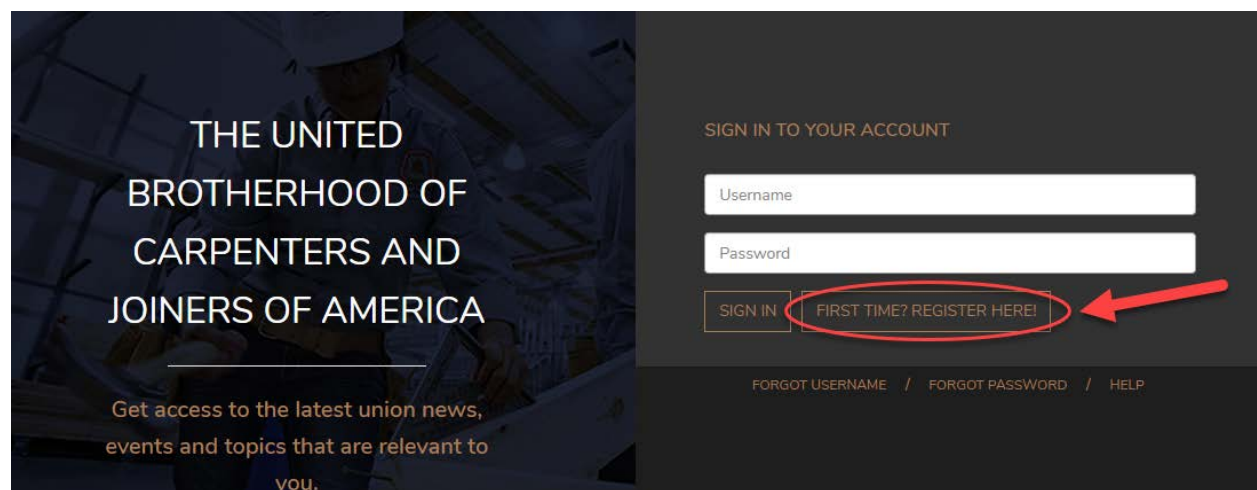 THE UNITED
BROTHERHOOD OF
CARPENTERS AND
JOINERS OF AMERICA
Get access to the latest union news,
events and topics that are relevant to
you.
SIGN IN TO YOUR ACCOUNT
Username
Password
SIGN IN FIRST TIME? REGISTER HERE!
FORGOT USERNAME / FORGOT PASSWORD / HELP